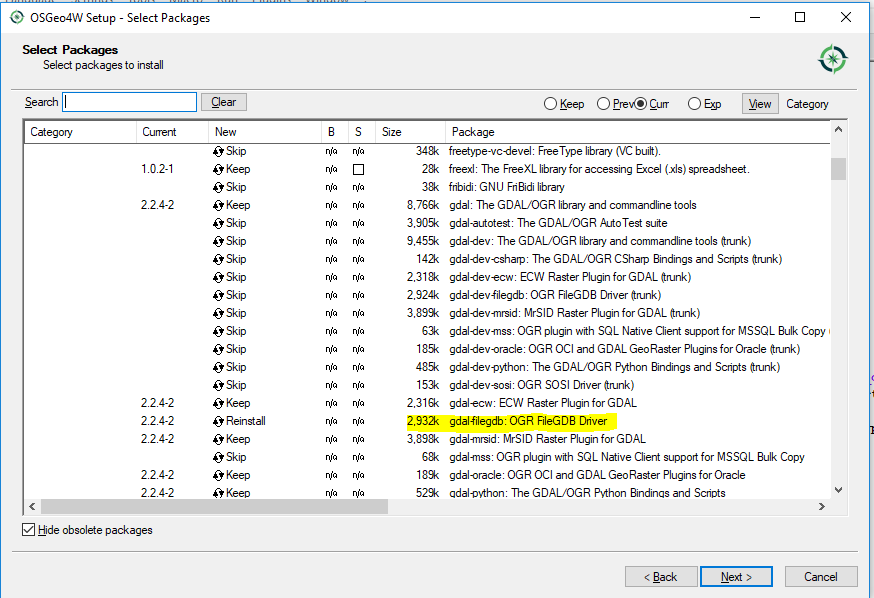 OSGeo4W Setup - Select Packages
Select Packages
Select packages to install
Search Clear Keep Prev Curr Exp View Category
Category Current New B S Size Package
Skip n/a n/a 348k freetype-vc-devel: FreeType library (VC built).
1.0.2-1 Keep n/a 28k freexl: The FreeXL library for accessing Excel (.xls) spreadsheet.
Skip n/a n/a 38k fribidi: GNU FriBidi library
2.2.4-2 Keep n/a n/a 8,766k gdal: The GDAL/OGR library and commandline tools
Skip n/a n/a 3,905k gdal-autotest: The GDAL/OGR AutoTest suite
Skip n/a n/a 9,455k gdal-dev: The GDAL/OGR library and commandline tools (trunk)
Skip n/a n/a 142k gdal-dev-csharp: The GDAL/OGR CSharp Bindings and Scripts (trunk)
Skip n/a n/a 2,318k gdal-dev-ecw: ECW Raster Plugin for GDAL (trunk)
Skip n/a n/a 2,924k gdal-dev-filegdb: OGR FileGDB Driver (trunk)
Skip n/a n/a 3,899k gdal-dev-mrsid: MrSID Raster Plugin for GDAL (trunk)
Skip n/a n/a 63k gdal-dev-mss: OGR plugin with SQL Native Client support for MSSQL Bulk Copy (
Skip n/a n/a 185k gdal-dev-oracle: OGR OCI and GDAL GeoRaster Plugins for Oracle (trunk)
Skip n/a n/a 485k gdal-dev-python: The GDAL/OGR Python Bindings and Scripts (trunk)
Skip n/a n/a 153k gdal-dev-sosi: OGR SOSI Driver (trunk)
2.2.4-2 Keep n/a n/a 2,316k gdal-ecw: ECW Raster Plugin for GDAL
2.2.4-2 Reinstall n/a n/a 2,932k gdal-filegdb: OGR FileGDB Driver
2.2.4-2 Keep n/a n/a 3,898k gdal-mrsid: MrSID Raster Plugin for GDAL
Skip n/a n/a 68k gdal-mss: OGR plugin with SQL Native Client support for MSSQL Bulk Copy
2.2.4-2 Keep n/a n/a 189k gdal-oracle: OGR OCI and GDAL GeoRaster Plugins for Oracle
2.2.4-2 Keep n/a n/a 529k gdal-python: The GDAL/OGR Python Bindings and Scripts
Hide obsolete packages
< Back Next > Cancel